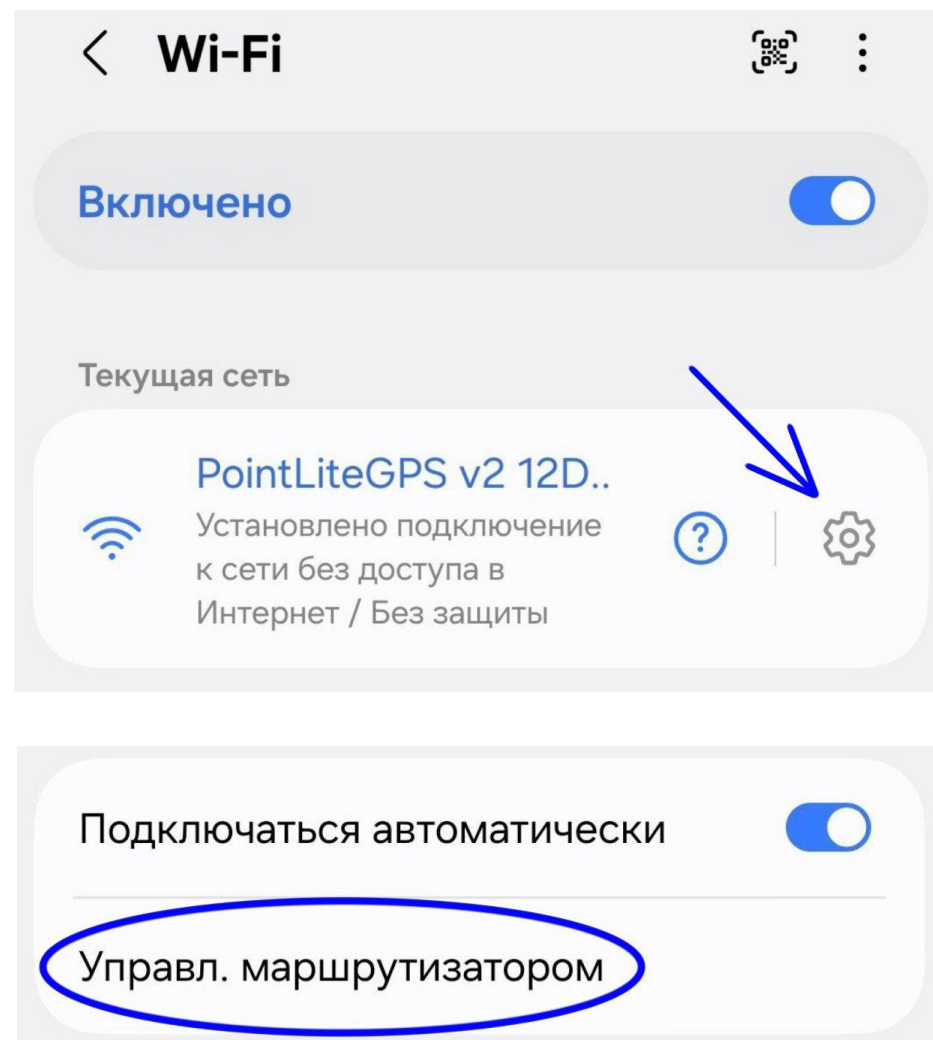 Wi-Fi
Включено
Текущая сеть
PointLiteGPS v2 12D..
Установлено подключение
к сети без доступа в
Интернет / Без защиты
Подключаться автоматически
Управл. маршрутизатором